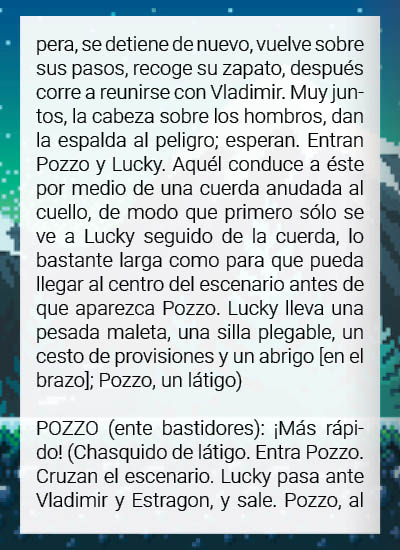 pera, se detiene de nuevo, vuelve sobre
sus pasos, recoge su zapato, después
corre a reunirse con Vladimir. Muy jun-
tos, la cabeza sobre los hombros, dan
la espalda al peligro; esperan. Entran
Pozzo y Lucky. Aquél conduce a éste
por medio de una cuerda anudada al
cuello, de modo que primero sólo se
ve a Lucky seguido de la cuerda, lo
bastante larga como para que pueda
llegar al centro del escenario antes de
que aparezca Pozzo. Lucky lleva una
pesada maleta, una silla plegable, un
cesto de provisiones y un abrigo [en el
brazo]; Pozzo, un látigo)
POZZO (ente bastidores): ¡Más rápi-
do! (Chasquido de látigo. Entra Pozzo.
Cruzan el escenario. Lucky pasa ante
Vladimir y Estragon, y sale. Pozzo, al